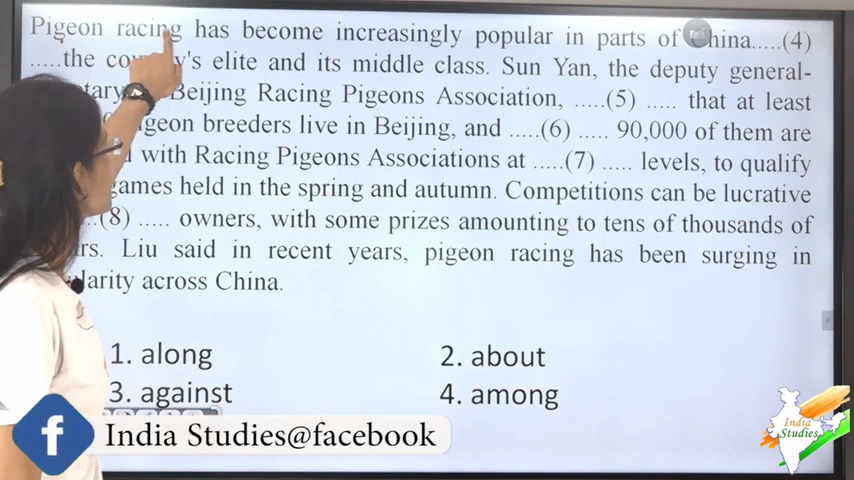 Pigeon racing has become increasingly popular in parts of China.....(4)
.....the co y's elite and its middle class. Sun Yan, the deputy general-
tary Beijing Racing Pigeons Association, .....(5) ..... that at least
igeon breeders live in Beijing, and .....(6) ..... 90,000 of them are
with Racing Pigeons Associations at .....(7) ..... levels, to qualify
games held in the spring and autumn. Competitions can be lucrative
..(8) ..... owners, with some prizes amounting to tens of thousands of
rs. Liu said in recent years, pigeon racing has been surging in
larity across China.
1. along
2. about
3. against
4. among
f
India Studies@facebook
India
Studies